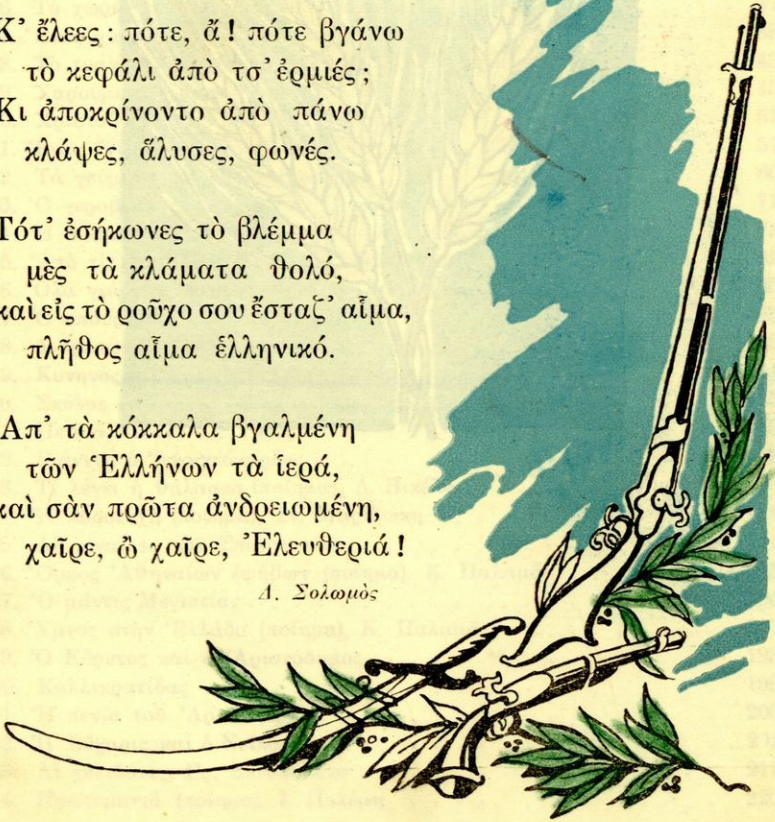 Κ’ ἔλεες : πότε, ἄ! πότε βγάνω
τὸ κεφάλι ἀπὸ τσ’ ἐρμιές ;
Κι ἀποκρίνοντο ἀπὸ πάνω
κλάψες, ἅλυσες, φωνές.
Τότ’ ἐσήκωνες τὸ βλέμμα
μὲς τὰ κλάματα θολό,
καὶ εἰς τὸ ροῦχο σου ἔσταζ’ αἷμα,
πλῆθος αἷμα ἑλληνικό.
Ἀπ’ τὰ κόκκαλα βγαλμένη
τῶν Ἑλλήνων τὰ ἱερά,
καὶ σὰν πρῶτα ἀνδρειωμένη,
χαῖρε, ὢ χαῖρε, Ἐλευθεριά !
Δ. Σολωμὸς